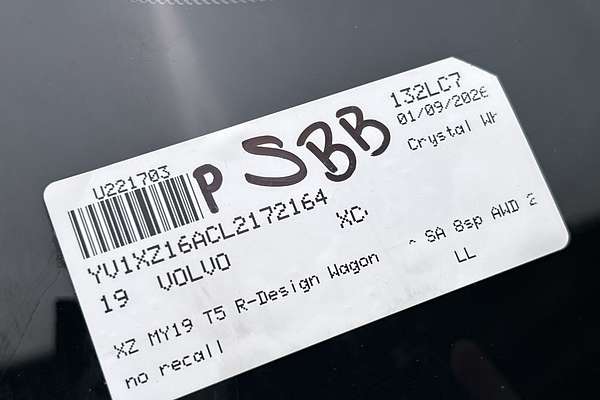 U221703
P SBB
132LC7
01/09/2026
Crystal Wh
YV1XZ16ACL2172164
19 VOLVO XC
XZ MY19 T5 R-Design Wagon SA 8sp AWD 2
no recall LL